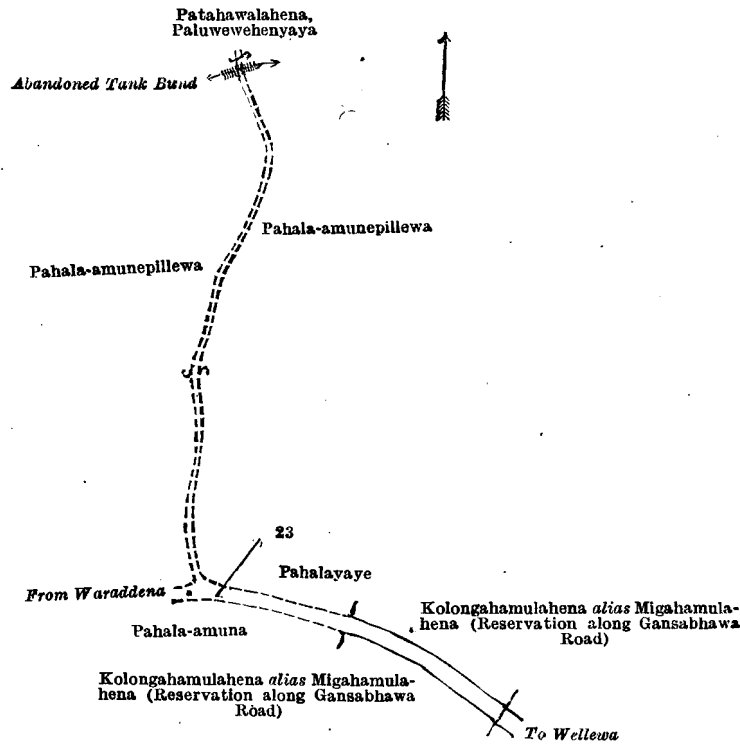 Patahawalahena,
Paluwewehenyaya
Abandoned Tank Bund
Pahala-amunepillewa
Pahala-amunepillewa
23
Pahalayaye
From Waraddena
Kolongahamulahena alias Migahamula-
hena (Reservation along Gansabhawa
Road)
Pahala-amuna
Kolongahamulahena alias Migahamula-
hena (Reservation along Gansabhawa
Road)
To Wellewa